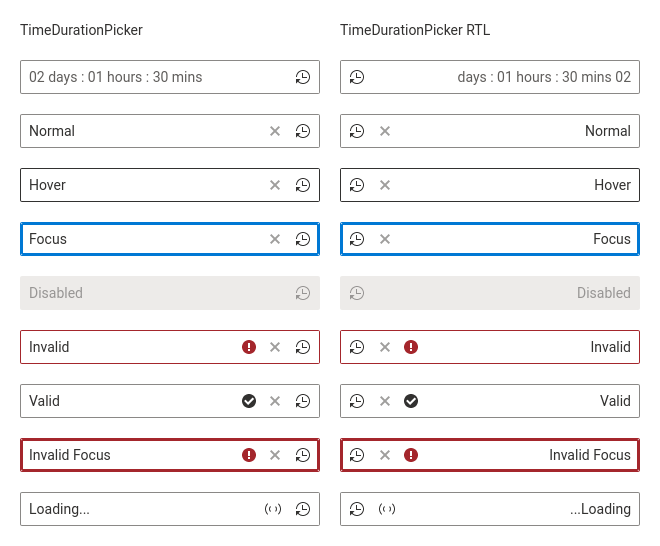 TimeDurationPicker
TimeDurationPicker RTL
02 days : 01 hours : 30 mins
days : 01 hours : 30 mins 02
Normal
Normal
Hover
Hover
Focus
Focus
Disabled
Disabled
Invalid
Invalid
Valid
Valid
Invalid Focus
Invalid Focus
Loading...
...Loading